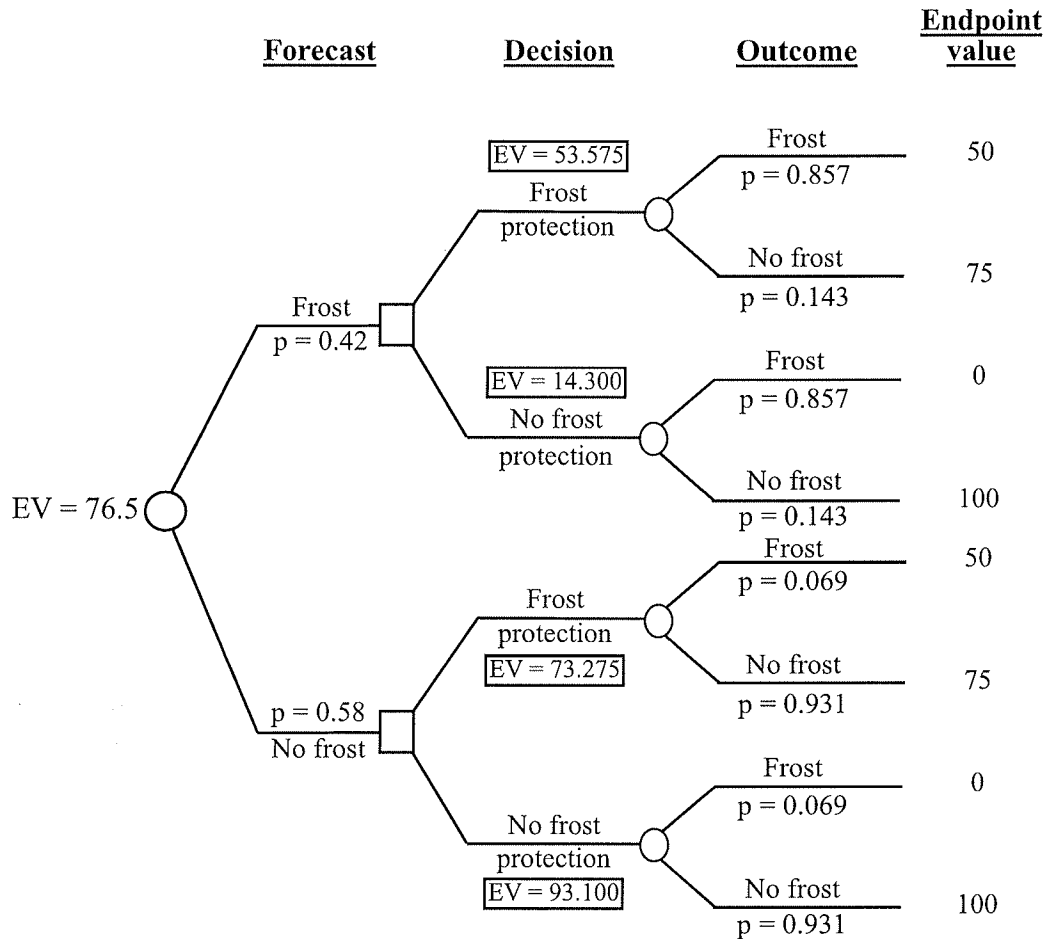 Endpoint
Forecast Decision Outcome value
Frost 50
EV = 53.575
p = 0.857
Frost
protection
No frost 75
p = 0.143
Frost
p = 0.42
Frost 0
EV = 14.300
p = 0.857
No frost
protection
No frost 100
p = 0.143
EV = 76.5
Frost 50
p = 0.069
Frost
protection
EV = 73.275
No frost 75
p = 0.931
p = 0.58
No frost
Frost 0
p = 0.069
No frost
protection
EV = 93.100
No frost 100
p = 0.931